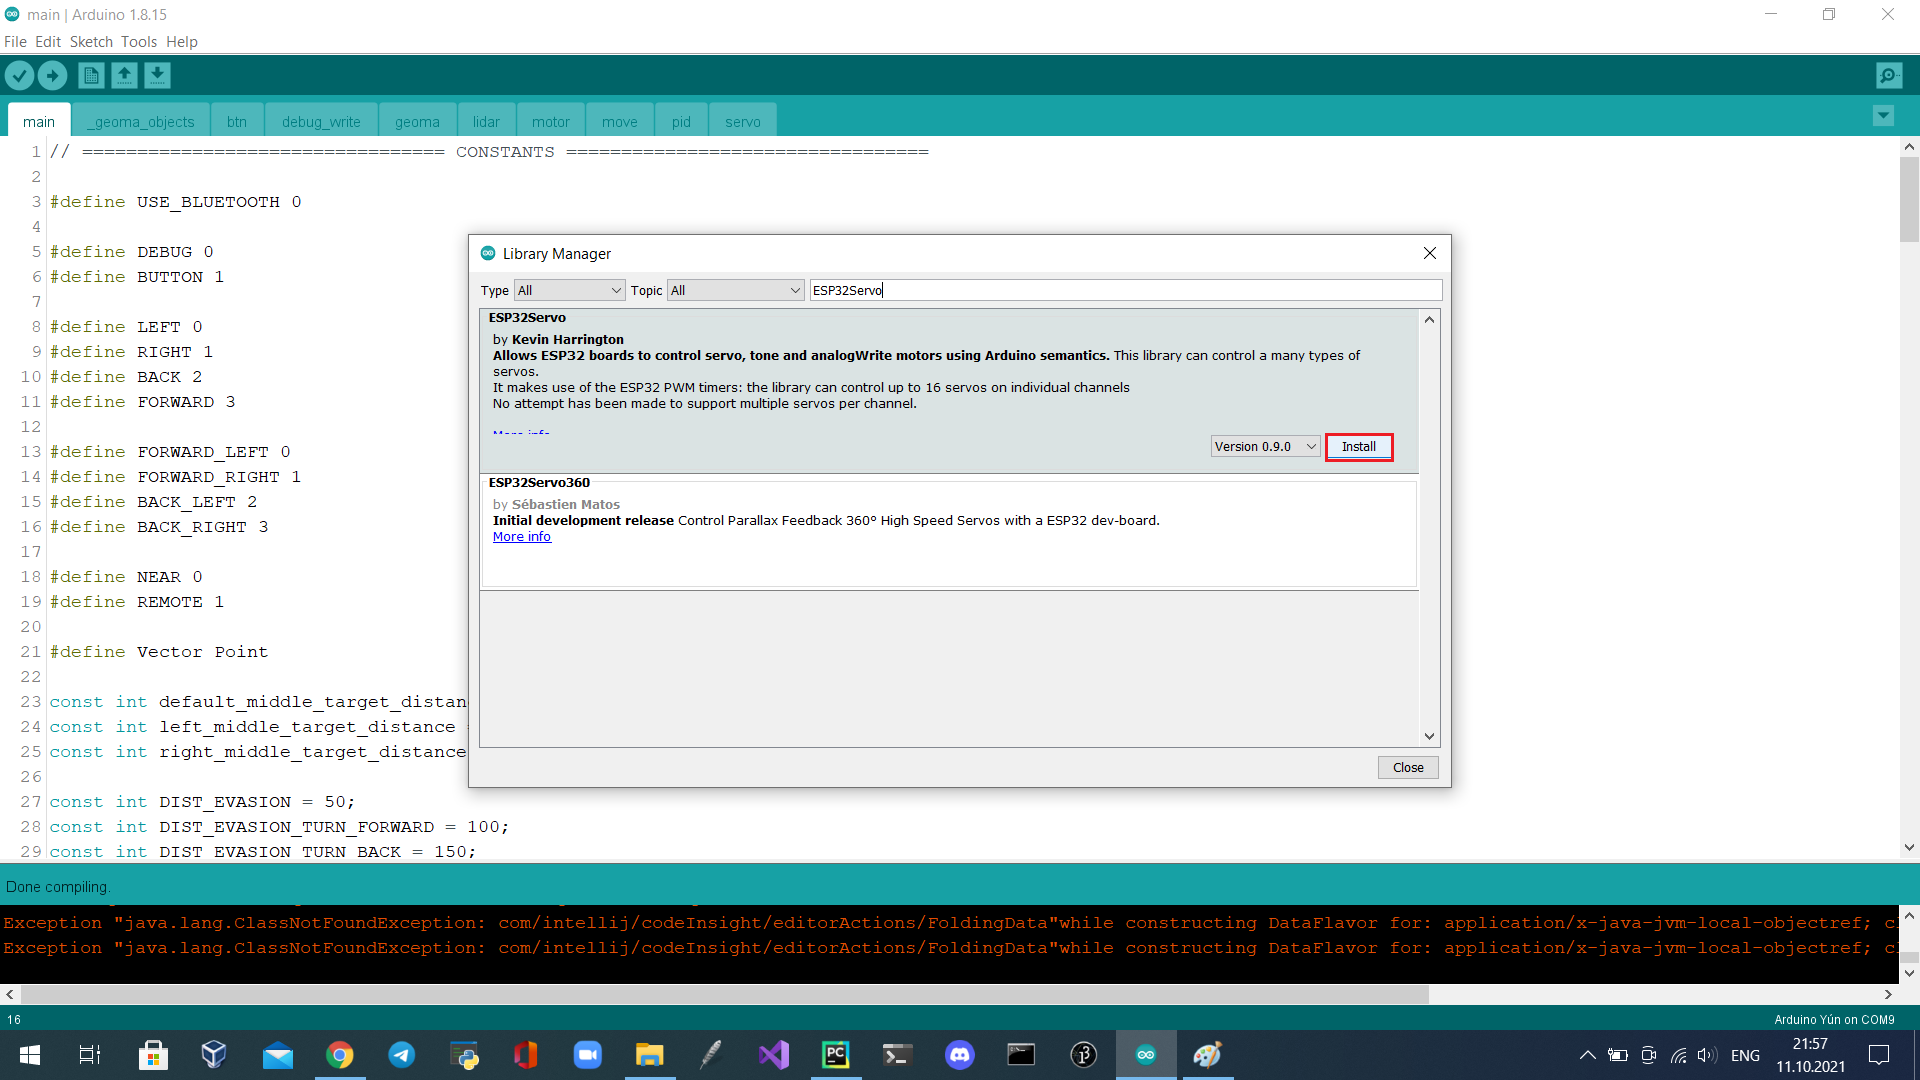 main | Arduino 1.8.15
File Edit Sketch Tools Help
main _geoma_objects btn debug_write geoma lidar motor move pid servo
1 // ================================= CONSTANTS =================================
2
3 #define USE_BLUETOOTH 0
4
5 #define DEBUG 0
6 #define BUTTON 1
7
8 #define LEFT 0
9 #define RIGHT 1
10 #define BACK 2
11 #define FORWARD 3
12
13 #define FORWARD_LEFT 0
14 #define FORWARD_RIGHT 1
15 #define BACK_LEFT 2
16 #define BACK_RIGHT 3
17
18 #define NEAR 0
19 #define REMOTE 1
20
21 #define Vector Point
22
23 const int default_middle_target_distan
24 const int left_middle_target_distance
25 const int right_middle_target_distance
26
27 const int DIST_EVASION = 50;
28 const int DIST_EVASION_TURN_FORWARD = 100;
29 const int DIST_EVASION_TURN_BACK = 150;
Library Manager
Type All Topic All ESP32Servo
ESP32Servo
by Kevin Harrington
Allows ESP32 boards to control servo, tone and analogWrite motors using Arduino semantics. This library can control a many types of
servos.
It makes use of the ESP32 PWM timers: the library can control up to 16 servos on individual channels
No attempt has been made to support multiple servos per channel.
More info
Version 0.9.0 Install
ESP32Servo360
by Sébastien Matos
Initial development release Control Parallax Feedback 360° High Speed Servos with a ESP32 dev-board.
More info
Close
Done compiling.
Exception "java.lang.ClassNotFoundException: com/intellij/codeInsight/editorActions/FoldingData"while constructing DataFlavor for: application/x-java-jvm-local-objectref; cl
Exception "java.lang.ClassNotFoundException: com/intellij/codeInsight/editorActions/FoldingData"while constructing DataFlavor for: application/x-java-jvm-local-objectref; cl
16 Arduino Yún on COM9
PC
ENG
21:57
11.10.2021